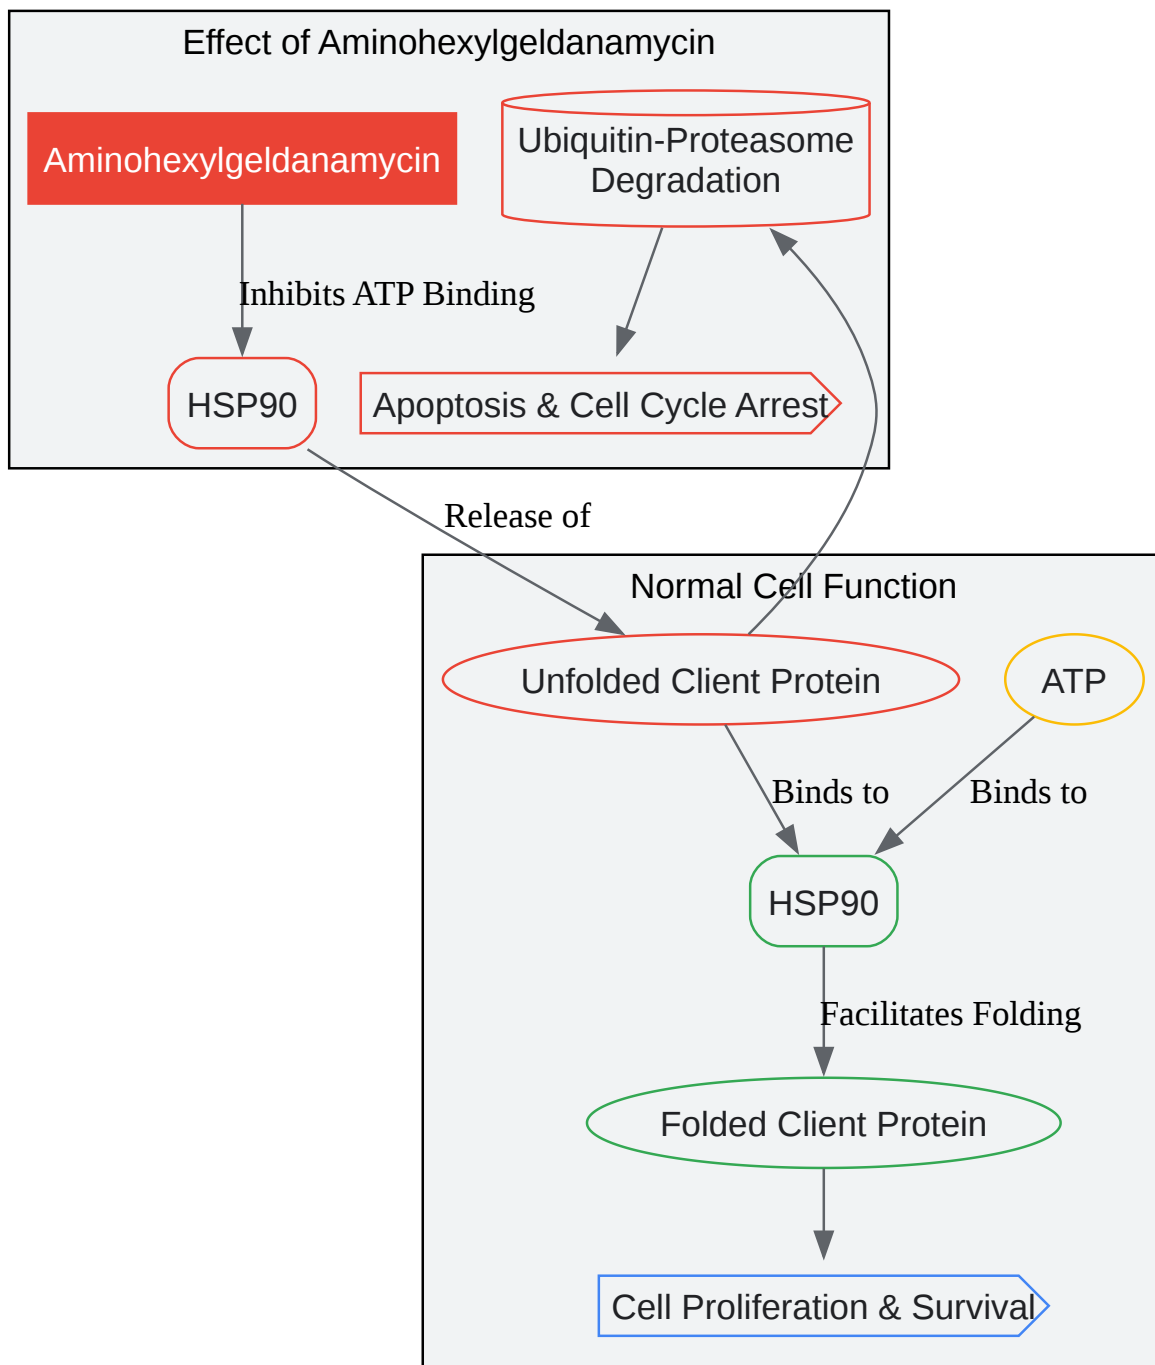 Effect of Aminohexylgeldanamycin
Aminohexylgeldanamycin
Ubiquitin-Proteasome
Degradation
Inhibits ATP Binding
HSP90
Apoptosis & Cell Cycle Arrest
Release of
Normal Cell Function
Unfolded Client Protein
ATP
Binds to
Binds to
HSP90
Facilitates Folding
Folded Client Protein
Cell Proliferation & Survival